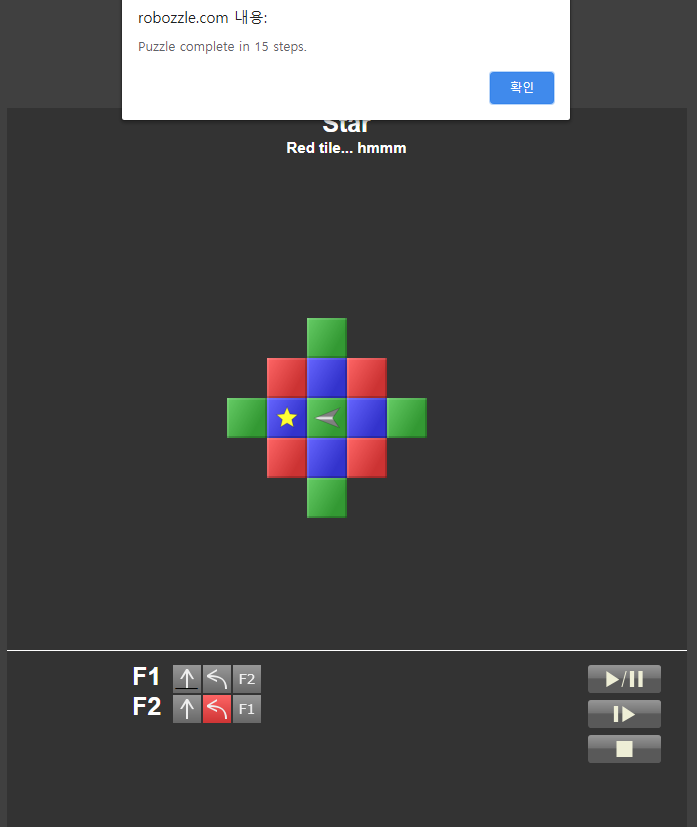 robozzle.com 내용:
Puzzle complete in 15 steps.
확인
Star
Red tile... hmmm
F1 F2
F2 F1